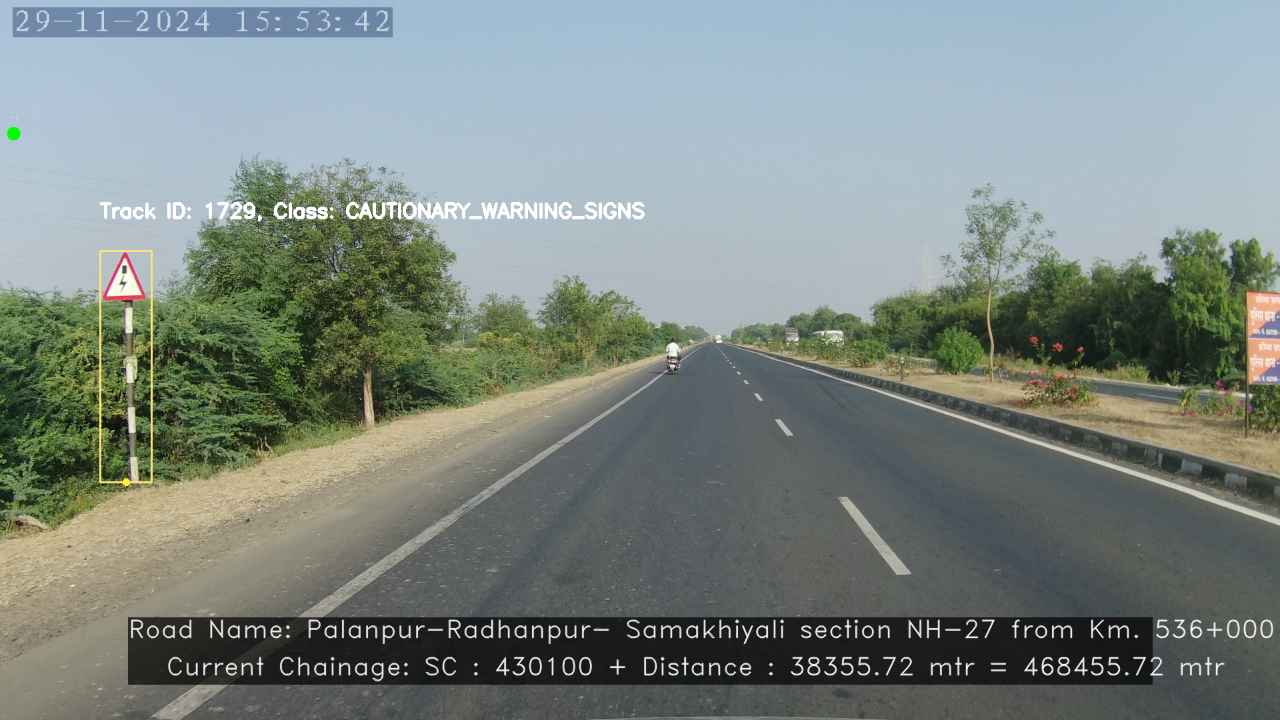 29-11-2024 15:53:42
Track ID: 1729, Class: CAUTIONARY_WARNING_SIGNS
Road Name: Palanpur-Radhanpur- Samakhiyali section NH-27 from Km. 536+000
Current Chainage: SC : 430100 + Distance : 38355.72 mtr = 468455.72 mtr